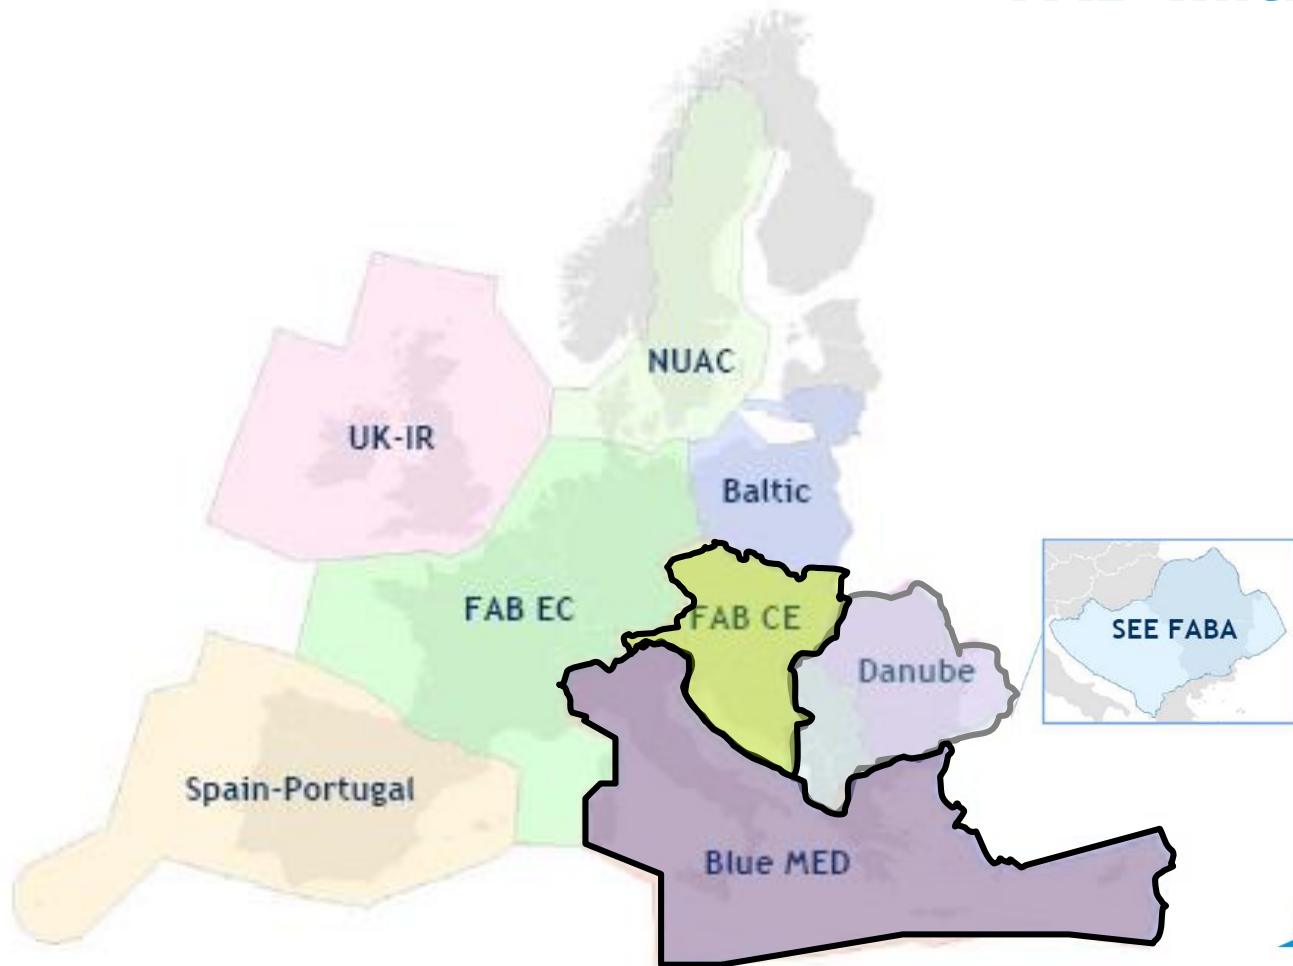 NUAC
UK-IR
Baltic
FAB EC
FAB CE
SEE FABA
Danube
Spain-Portugal
Blue MED